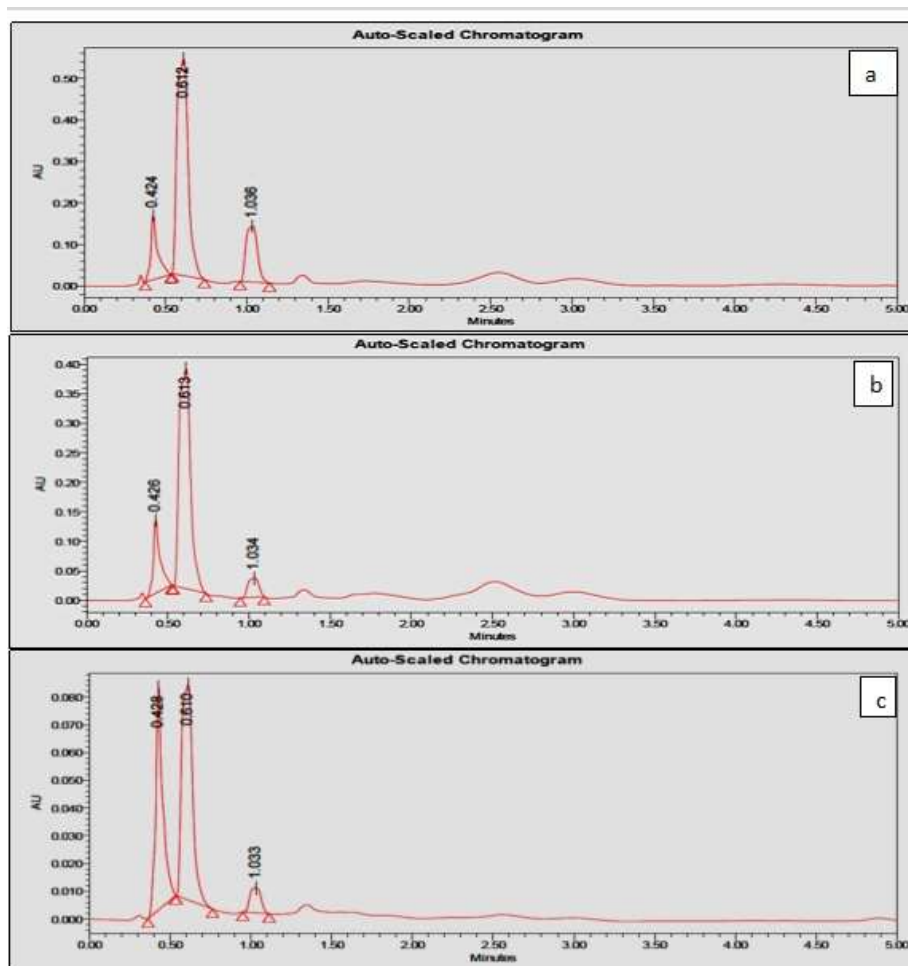 Auto-Scaled Chromatogram
a
0.50
0.40
0.30
0.20
0.10
0.00
AU
0.424
0.612
1.036
0.00 0.50 1.00 1.50 2.00 2.50 3.00 3.50 4.00 4.50 5.00
Minutes
Auto-Scaled Chromatogram
b
0.40
0.35
0.30
0.25
0.20
0.15
0.10
0.05
0.00
AU
0.426
0.613
1.034
0.00 0.50 1.00 1.50 2.00 2.50 3.00 3.50 4.00 4.50 5.00
Minutes
Auto-Scaled Chromatogram
c
0.080
0.070
0.060
0.050
0.040
0.030
0.020
0.010
0.000
AU
0.428
0.610
1.033
0.00 0.50 1.00 1.50 2.00 2.50 3.00 3.50 4.00 4.50 5.00
Minutes